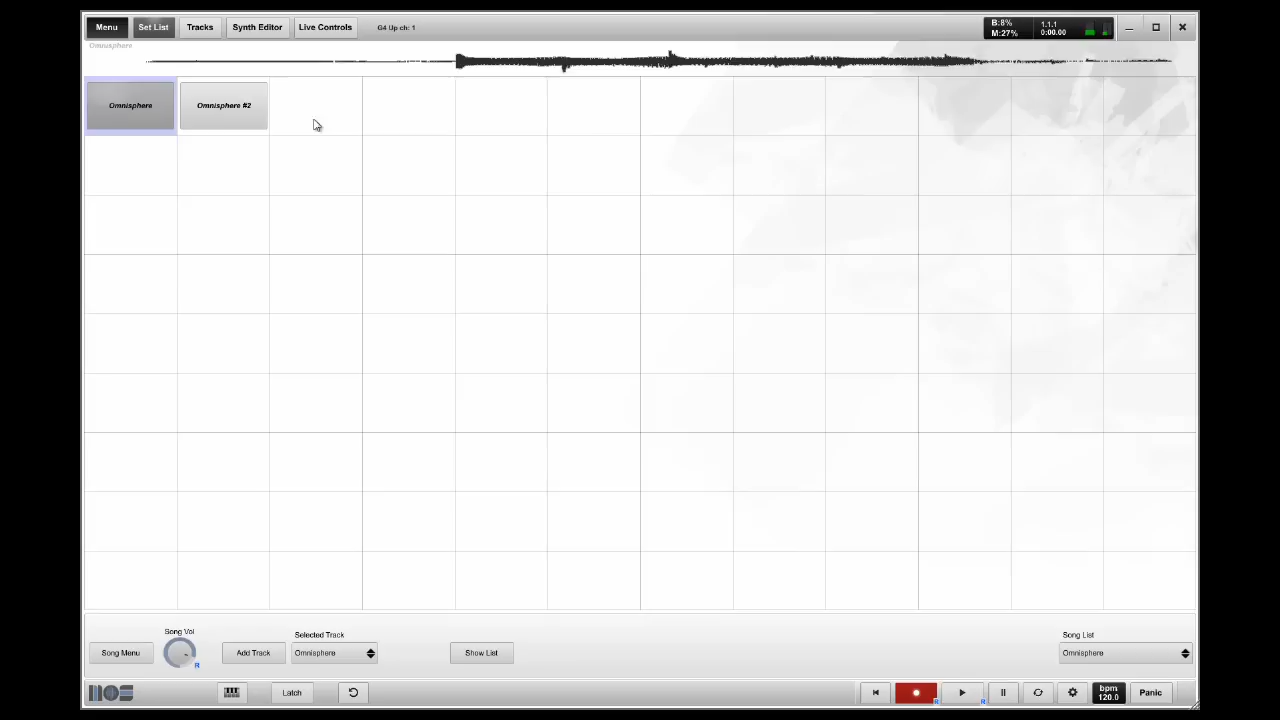 Menu
Set List
Tracks
Synth Editor
Live Controls
G4 Up ch: 1
B:8%
M:27%
1.1.1
0:00.00
Omnisphere
Omnisphere
Omnisphere #2
Song Vol
Selected Track
Song List
Song Menu
R
Add Track
Omnisphere
Show List
Omnisphere
NOS
Latch
R
R
bpm
120.0
Panic